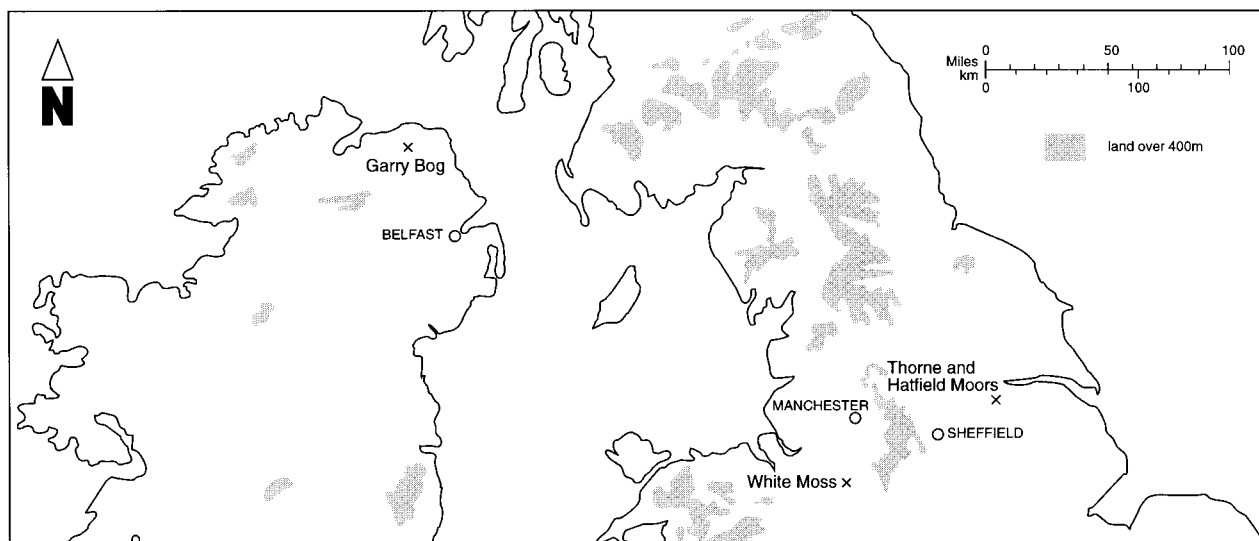 N
0 50 100
Miles
km
0 100
land over 400m
Garry Bog
BELFAST
Thorne and
Hatfield Moors
MANCHESTER
SHEFFIELD
White Moss